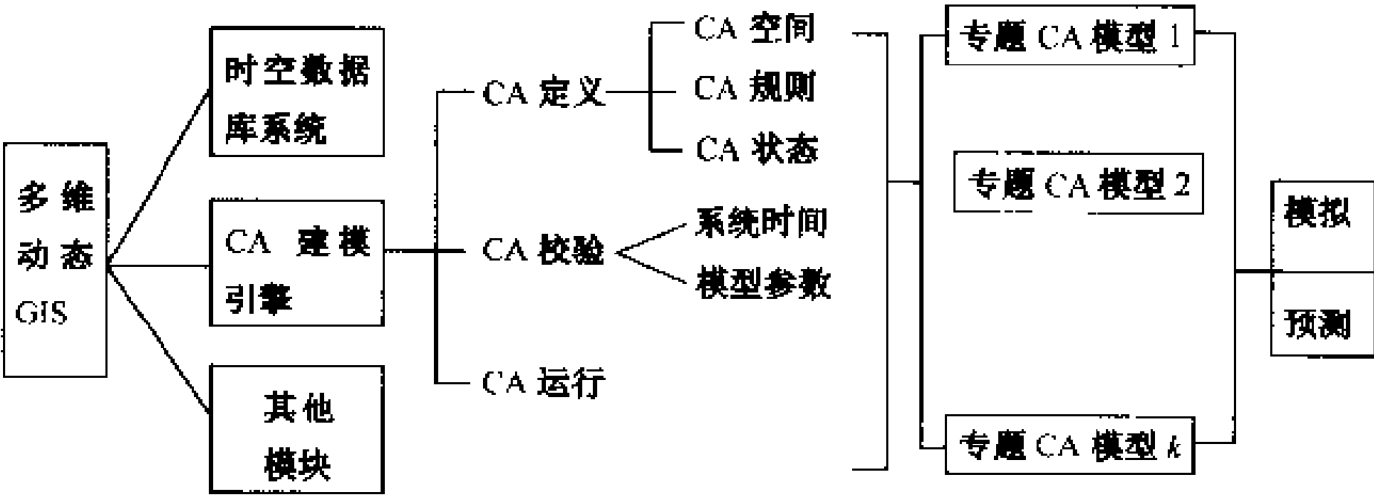 多维
动态
GIS
时空数据
库系统
CA 建模
引擎
其他
模块
CA 定义
CA 校验
CA 运行
CA 空间
CA 规则
CA 状态
系统时间
模型参数
专题 CA 模型 1
专题 CA 模型 2
专题 CA 模型 k
模拟
预测